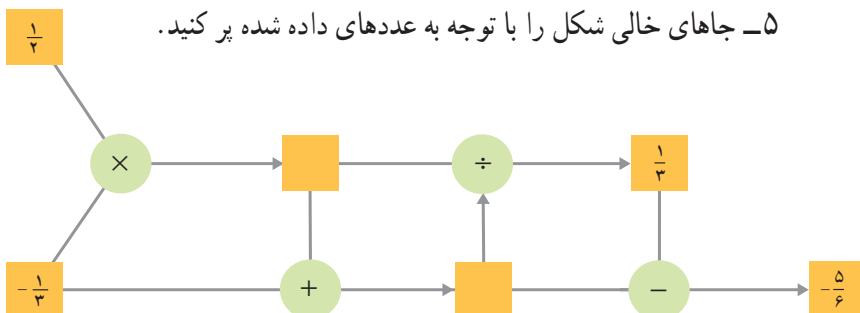 ۵ــ جاهای خالی شکل را با توجه به عددهای داده شده پر کنید.
۱/۲
× ÷ ۱/۳
-۱/۳ + − -۵/۶